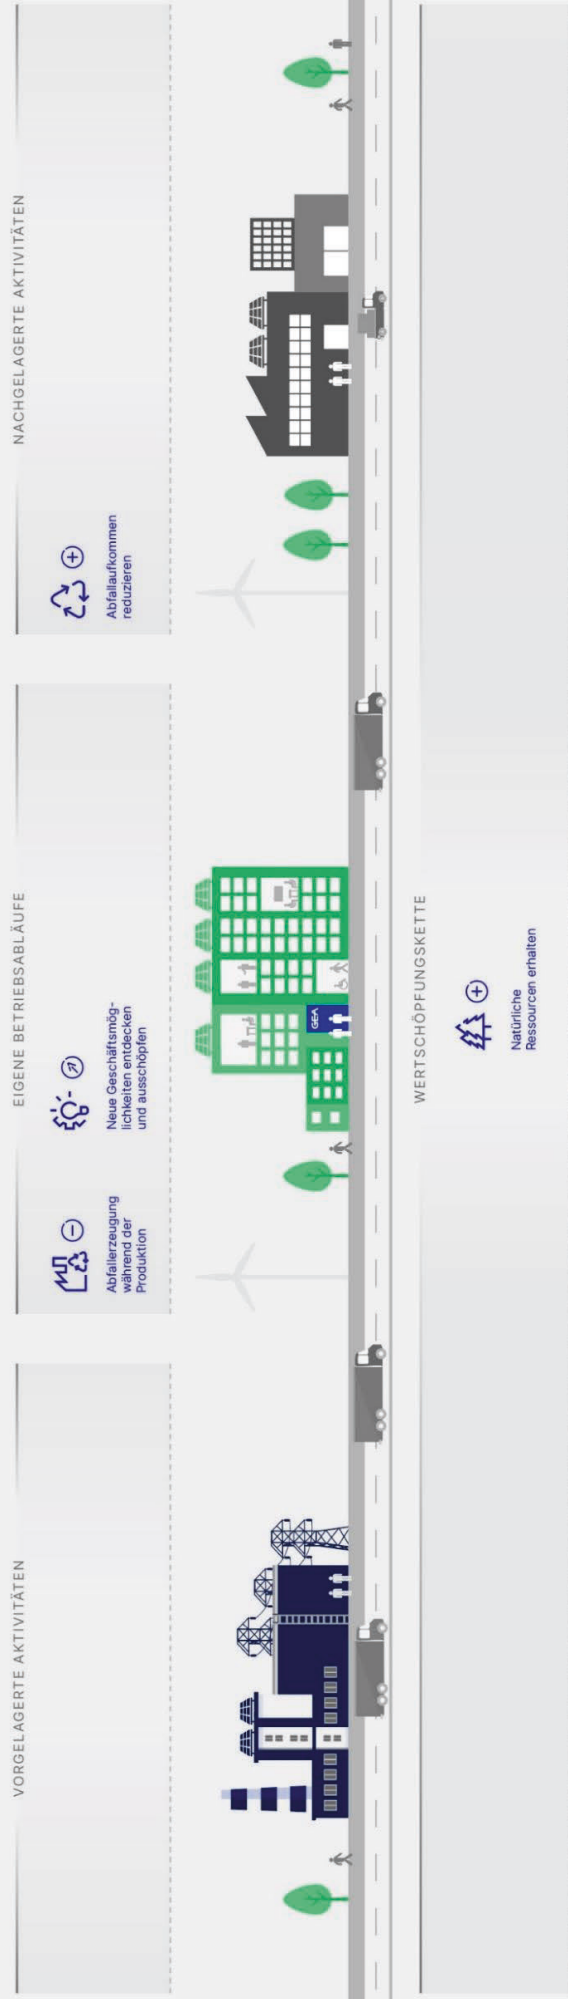 VORGELAGERTE AKTIVITÄTEN
EIGENE BETRIEBSABLÄUFE
Abfallerzeugung
während der
Produktion
Neue Geschäftsmög-
lichkeiten entdecken
und ausschöpfen
NACHGELAGERTE AKTIVITÄTEN
Abfallaufkommen
reduzieren
GEA
WERTSCHÖPFUNGSKETTE
Natürliche
Ressourcen erhalten